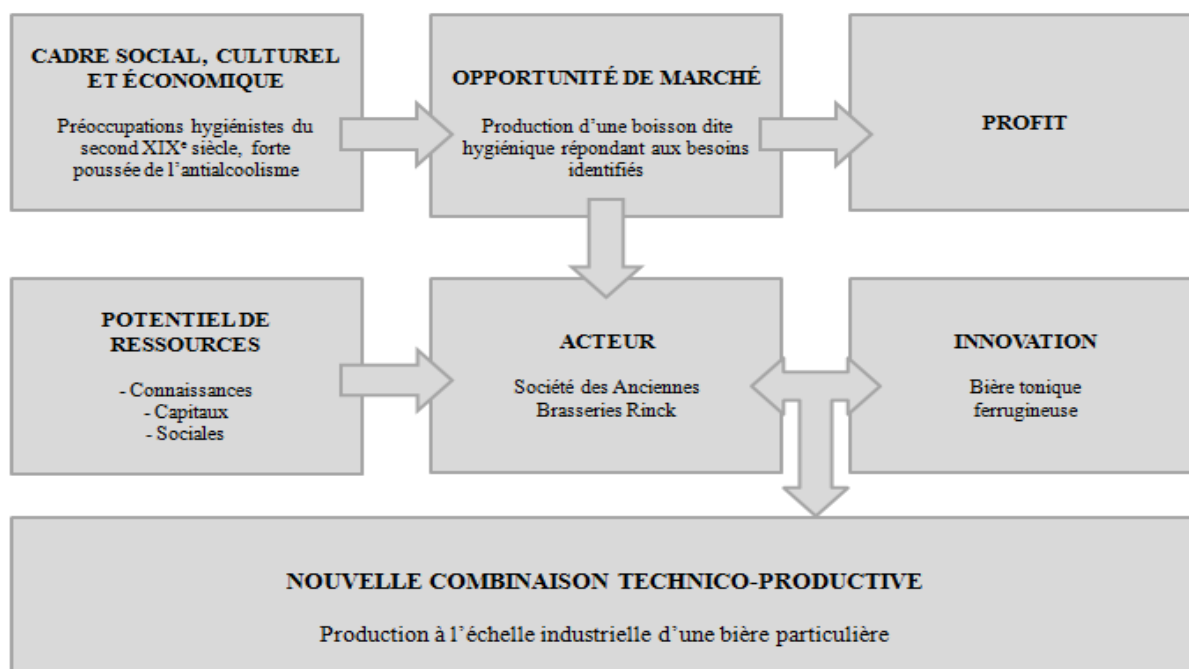 CADRE SOCIAL, CULTUREL
ET ÉCONOMIQUE
Préoccupations hygiénistes du
second XIXe siècle, forte
poussée de l'antialcoolisme
OPPORTUNITÉ DE MARCHÉ
Production d'une boisson dite
hygiénique répondant aux besoins
identifiés
PROFIT
POTENTIEL DE
RESSOURCES
- Connaissances
- Capitaux
- Sociales
ACTEUR
Société des Anciennes
Brasseries Rinck
INNOVATION
Bière tonique
ferrugineuse
NOUVELLE COMBINAISON TECHNICO-PRODUCTIVE
Production à l'échelle industrielle d'une bière particulière